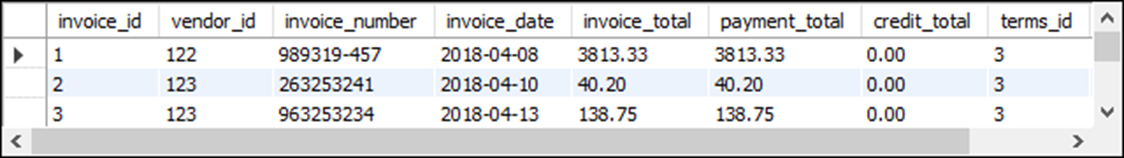 invoice_id vendor_id invoice_number invoice_date invoice_total payment_total credit_total terms_id
1 122 989319-457 2018-04-08 3813.33 3813.33 0.00 3
2 123 263253241 2018-04-10 40.20 40.20 0.00 3
3 123 963253234 2018-04-13 138.75 138.75 0.00 3